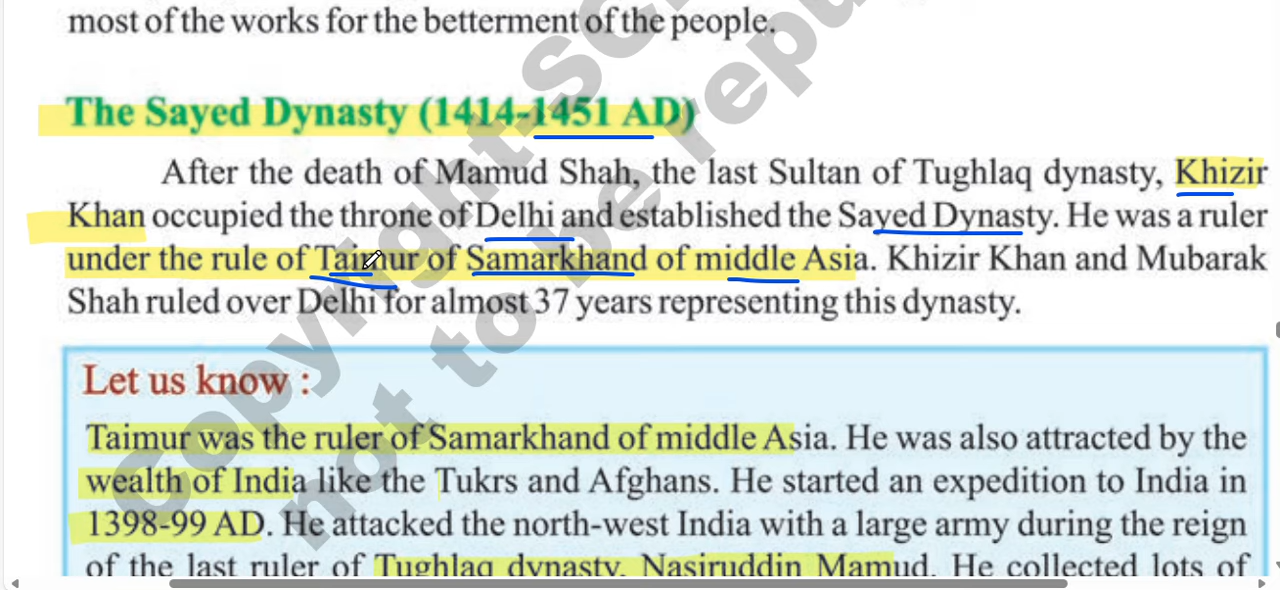 most of the works for the betterment of the people.
The Sayed Dynasty (1414-1451 AD)
After the death of Mamud Shah, the last Sultan of Tughlaq dynasty, Khizir
Khan occupied the throne of Delhi and established the Sayed Dynasty. He was a ruler
under the rule of Taimur of Samarkhand of middle Asia. Khizir Khan and Mubarak
Shah ruled over Delhi for almost 37 years representing this dynasty.
Let us know :
Taimur was the ruler of Samarkhand of middle Asia. He was also attracted by the
wealth of India like the Tukrs and Afghans. He started an expedition to India in
1398-99 AD. He attacked the north-west India with a large army during the reign
of the last ruler of Tughlaq dynasty, Nasiruddin Mamud. He collected lots of
Copyright-SC
not to be repu